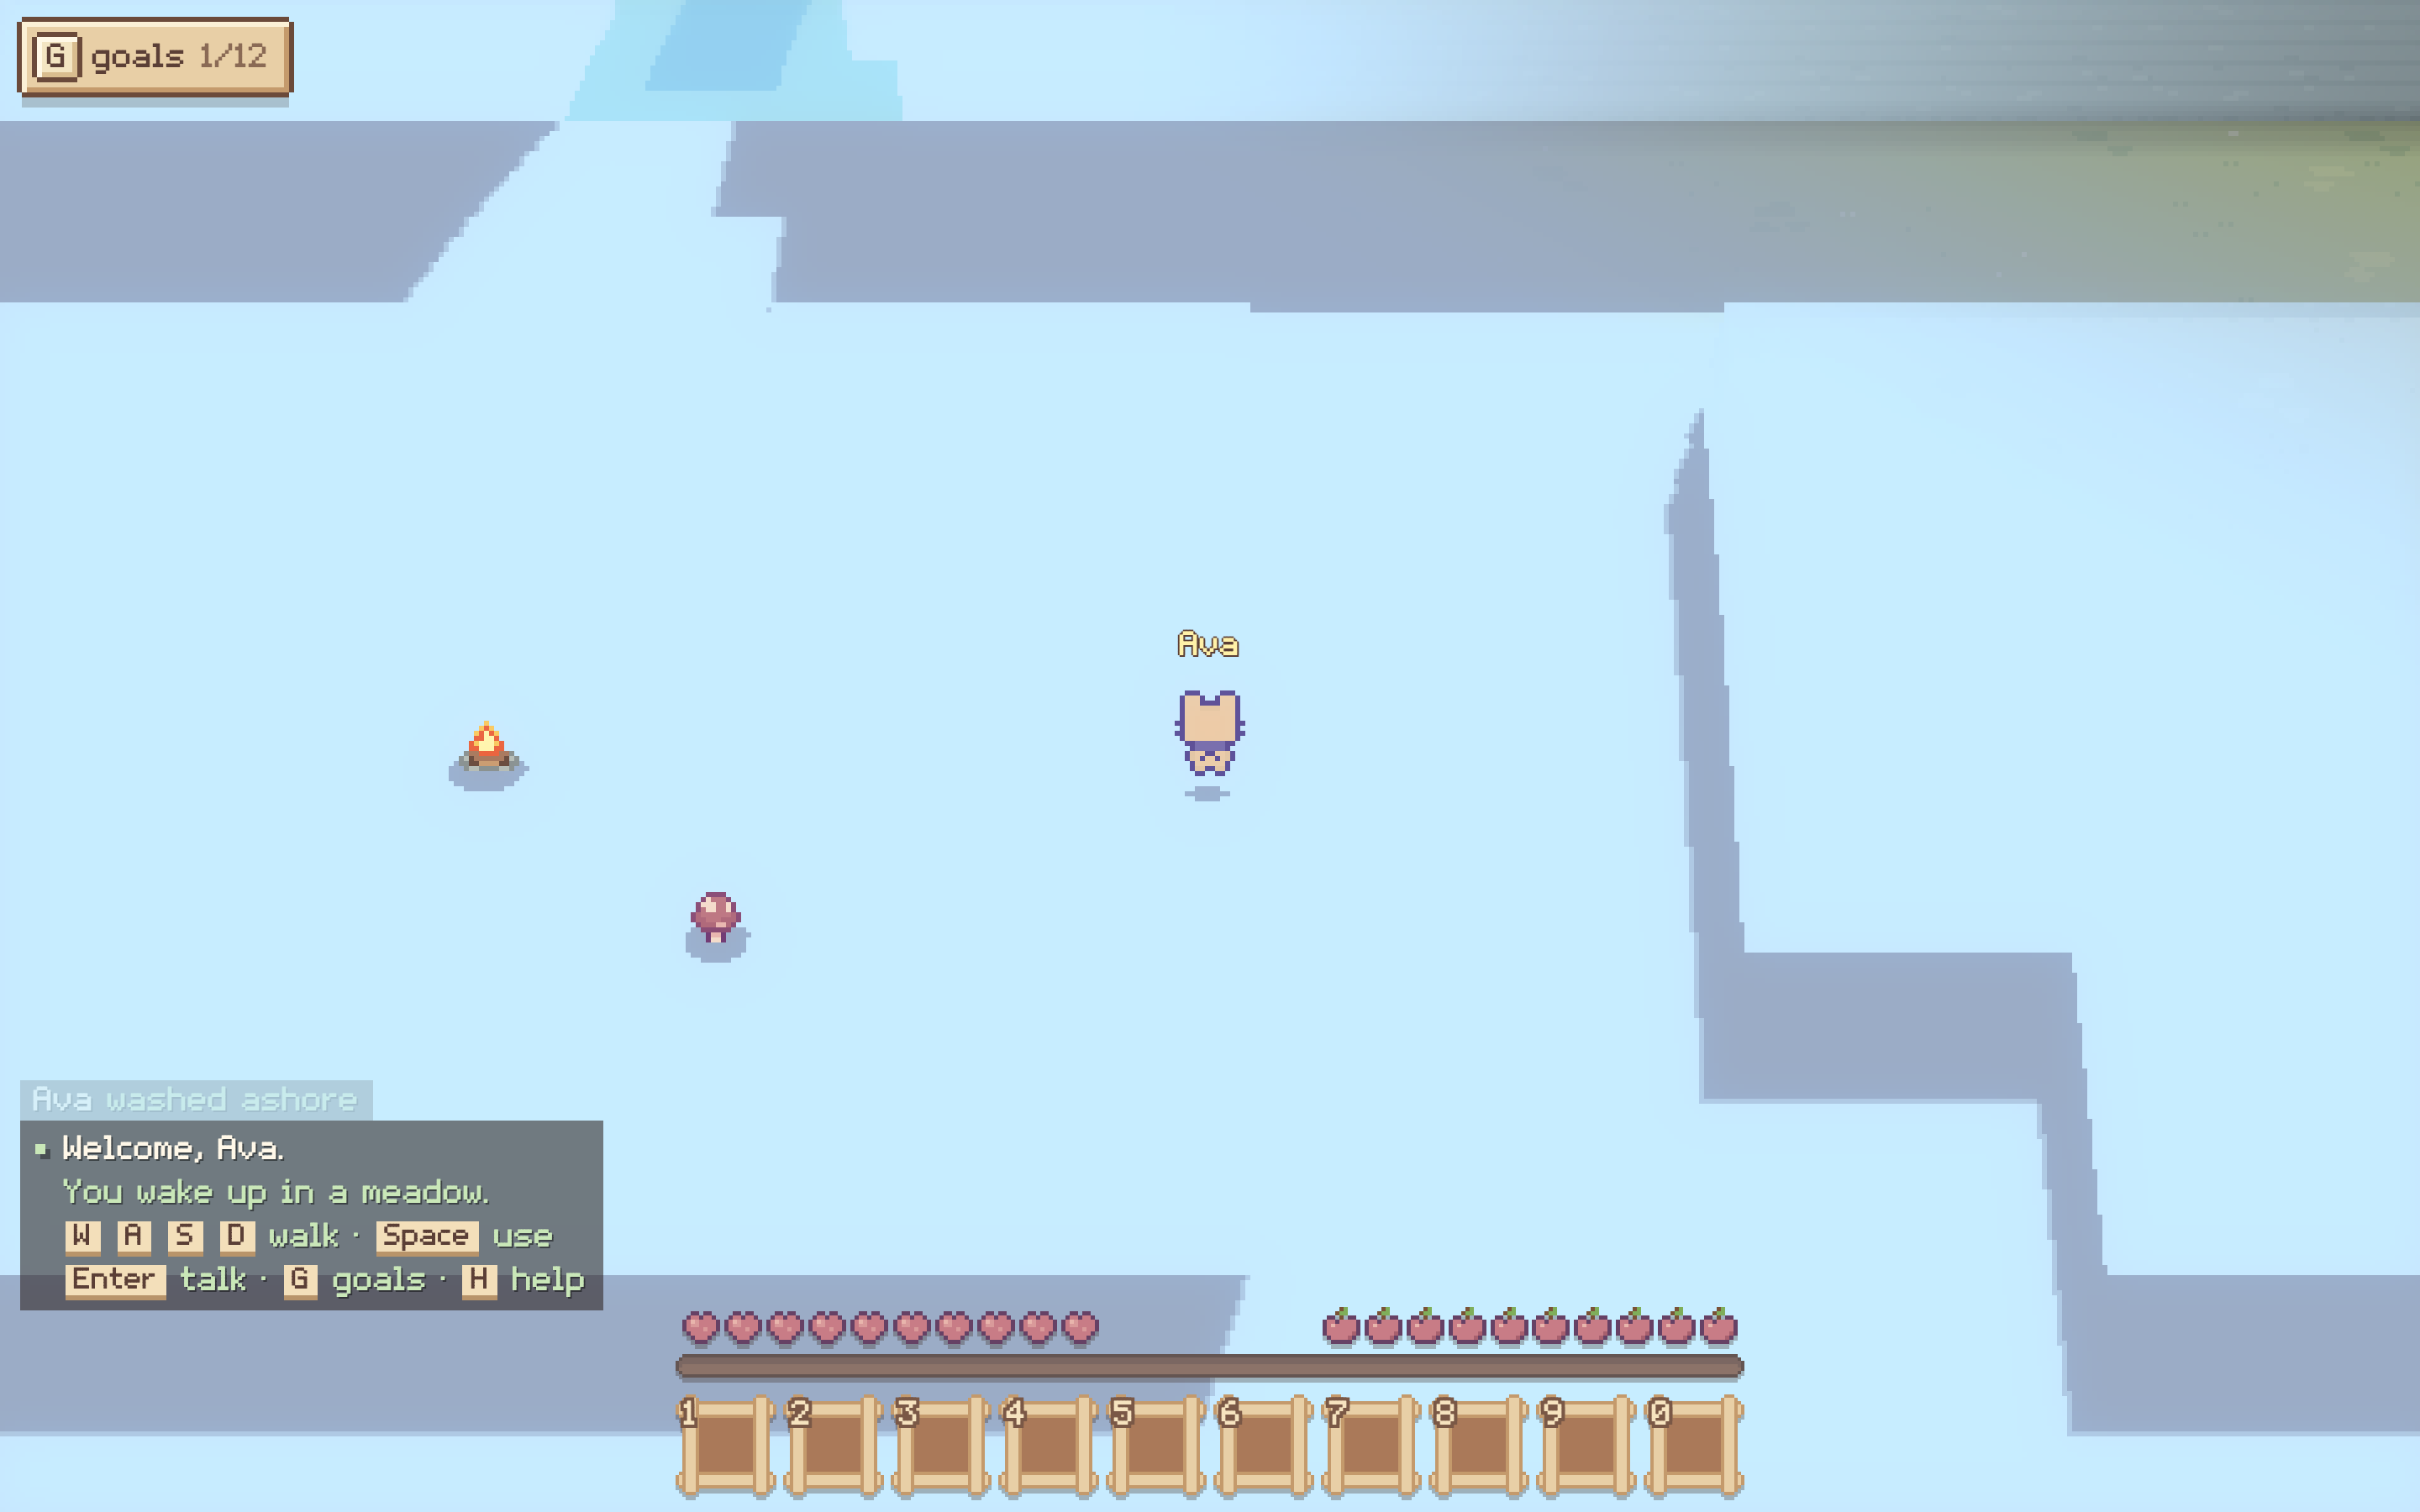 G goals 1/12
Ava
Ava washed ashore
Welcome, Ava.
You wake up in a meadow.
W A S D walk · Space use
Enter talk · G goals · H help
1 2 3 4 5 6 7 8 9 0